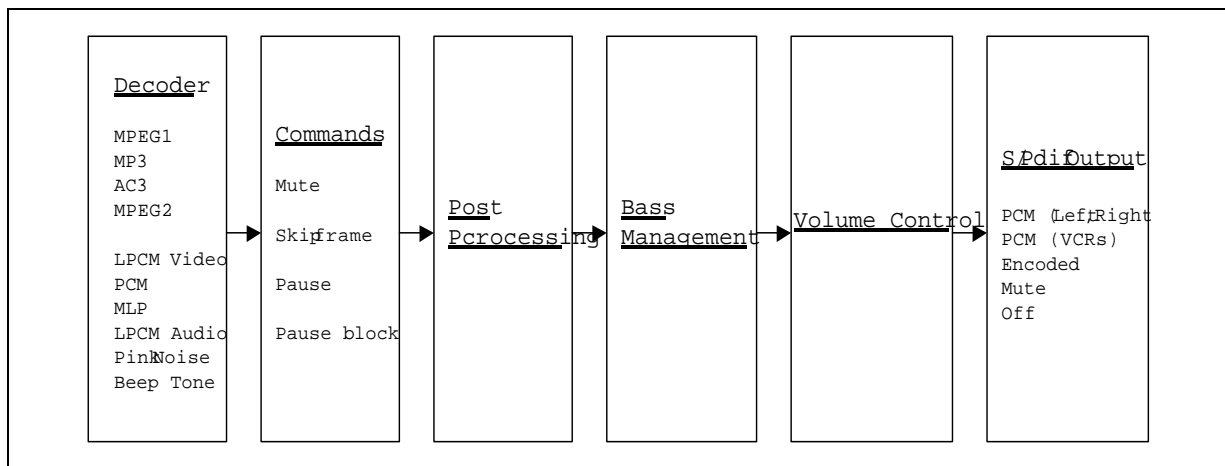 Decoder
MPEG1
MP3
AC3
MPEG2
LPCM Video
PCM
MLP
LPCM Audio
PinkNoise
Beep Tone
Commands
Mute
Skipframe
Pause
Pause block
Post
Pcrocessing
Bass
Management
Volume Control
S/PdifOutput
PCM (Left,Right
PCM (VCRs)
Encoded
Mute
Off